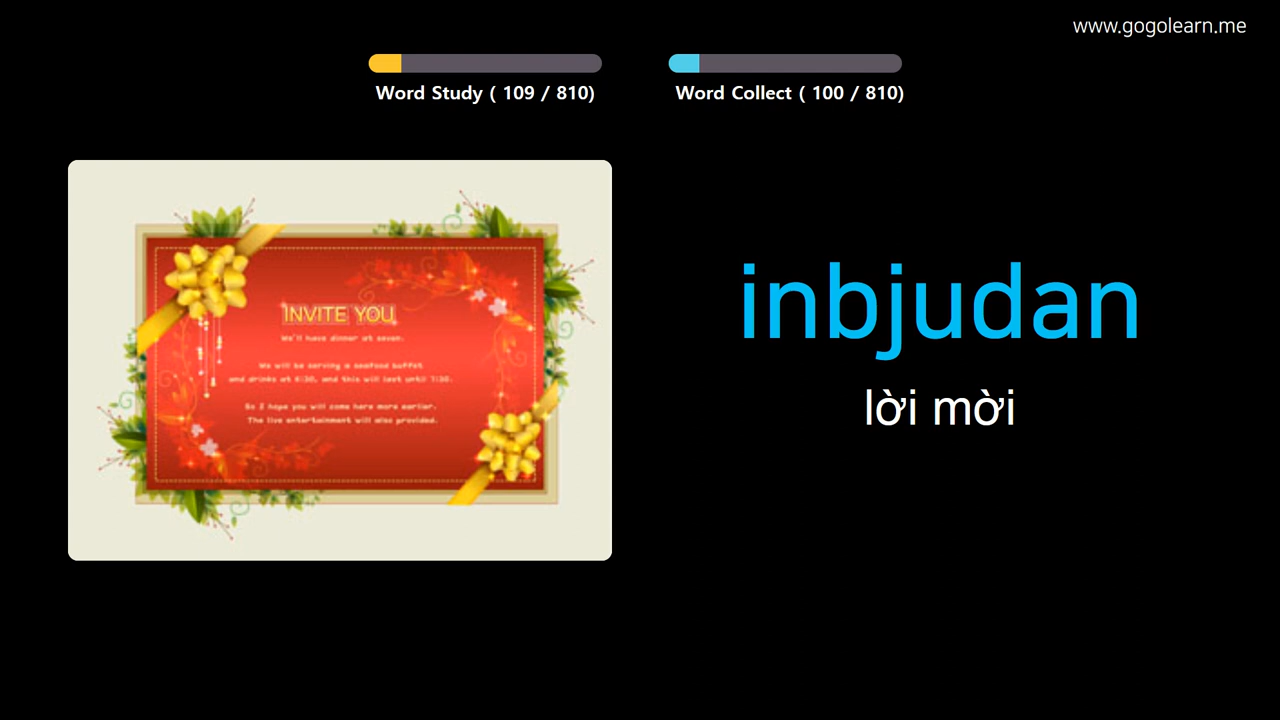 www.gogolearn.me
Word Study ( 109 / 810)
Word Collect ( 100 / 810)
INVITE YOU
We'll have dinner at seven.
We will be serving a seafood buffet
and drinks at 6:30, and this will last until 7:30.
So I hope you will come here more earlier.
The live entertainment will also provided.
inbjudan
lời mời